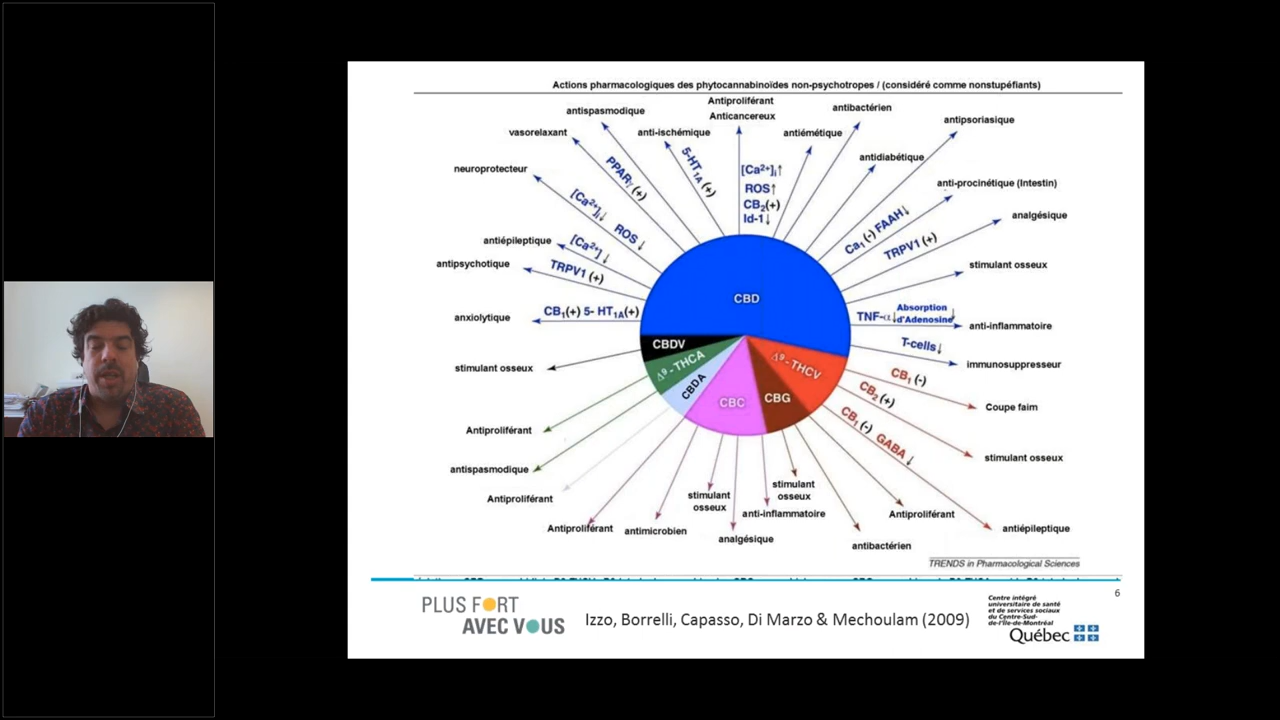 Actions pharmacologiques des phytocannabinoïdes non-psychotropes / (considéré comme nonstupéfiants)
Antiproliférant
Anticancereux
antispasmodique
antibactérien
vasorelaxant
anti-ischémique
antiémétique
antipsoriasique
neuroprotecteur
antidiabétique
anti-procinétique (Intestin)
antiépileptique
analgésique
antipsychotique
stimulant osseux
anxiolytique
anti-inflammatoire
stimulant osseux
immunosuppresseur
PPARγ (+)
5-HT1A (+)
[Ca²⁺]i↑
ROS↑
CB2(+)
Id-1↓
[Ca²⁺]i↓
ROS ↓
[Ca²⁺]i ↓
TRPV1 (+)
CB1(+) 5- HT1A(+)
Ca1 (-) FAAH↓
TRPV1 (+)
TNF-α↓
Absorption
d'Adenosine↓
T-cells↓
CBD
CBDV
Δ⁹-THCA
CBDA
CBC
CBG
Δ⁹-THCV
CB1 (-)
CB2 (+)
CB1 (-) GABA ↓
Coupe faim
stimulant osseux
antiépileptique
Antiproliférant
antispasmodique
Antiproliférant
Antiproliférant
antimicrobien
stimulant
osseux
analgésique
anti-inflammatoire
stimulant
osseux
antibactérien
Antiproliférant
TRENDS in Pharmacological Sciences
6
PLUS FORT
AVEC VOUS
Izzo, Borrelli, Capasso, Di Marzo & Mechoulam (2009)
Centre intégré
universitaire de santé
et de services sociaux
du Centre-Sud-
de-l'Île-de-Montréal
Québec